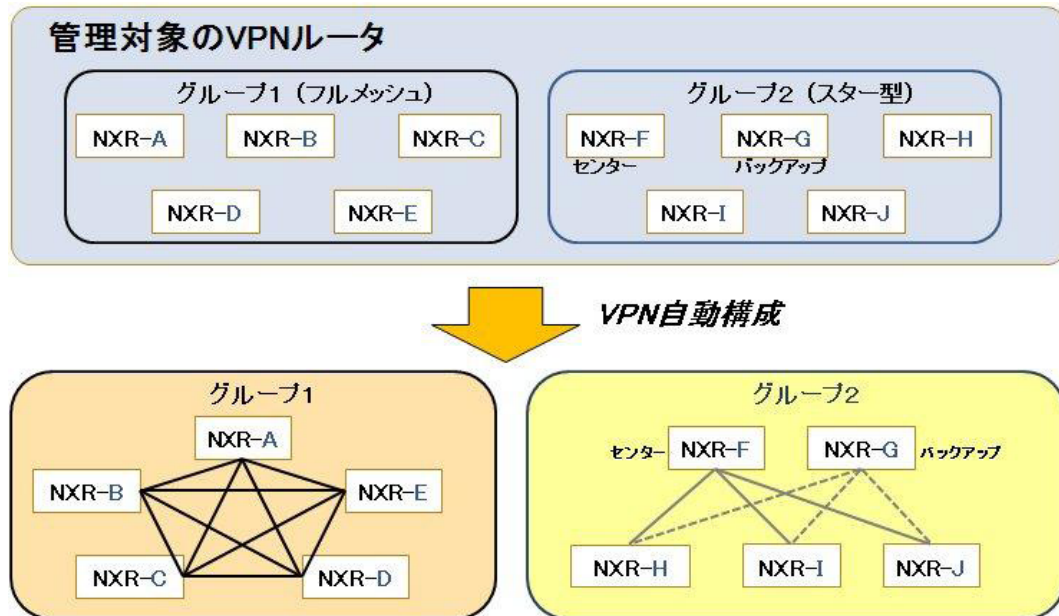 管理対象のVPNルータ
グループ1（フルメッシュ）
NXR-A NXR-B NXR-C
NXR-D NXR-E
グループ2（スター型）
NXR-F NXR-G NXR-H
センター バックアップ
NXR-I NXR-J
VPN自動構成
グループ1
NXR-A
NXR-B NXR-E
NXR-C NXR-D
グループ2
センター NXR-F NXR-G バックアップ
NXR-H NXR-I NXR-J